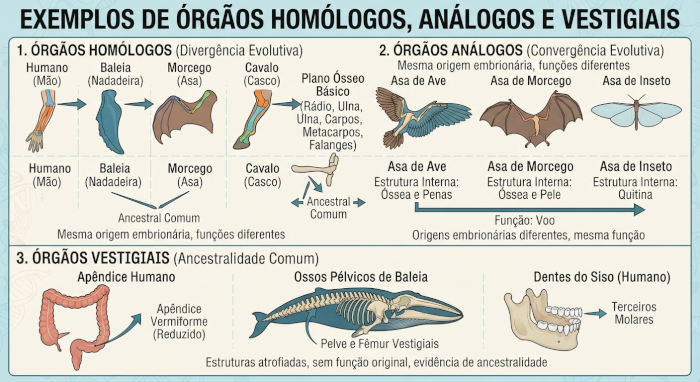 EXEMPLOS DE ÓRGÃOS HOMÓLOGOS, ANÁLOGOS E VESTIGIAIS
1. ÓRGÃOS HOMÓLOGOS (Divergência Evolutiva)
Humano
(Mão)
Baleia
(Nadadeira)
Morcego
(Asa)
Cavalo
(Casco)
Plano Ósseo
Básico
(Rádio, Ulna,
Ulna, Carpos,
Metacarpos,
Falanges)
Humano
(Mão)
Baleia
(Nadadeira)
Morcego
(Asa)
Cavalo
(Casco)
Ancestral
Comum
Ancestral Comum
Mesma origem embrionária, funções diferentes
2. ÓRGÃOS ANÁLOGOS (Convergência Evolutiva)
Mesma origem embrionária, funções diferentes
Asa de Ave
Asa de Morcego
Asa de Inseto
Asa de Ave
Estrutura Interna:
Óssea e Penas
Asa de Morcego
Estrutura Interna:
Óssea e Pele
Asa de Inseto
Estrutura Interna:
Quitina
Função: Voo
Origens embrionárias diferentes, mesma função
3. ÓRGÃOS VESTIGIAIS (Ancestralidade Comum)
Apêndice Humano
Apêndice
Vermiforme
(Reduzido)
Ossos Pélvicos de Baleia
Pelve e Fêmur Vestigiais
Dentes do Siso (Humano)
Terceiros
Molares
Estruturas atrofiadas, sem função original, evidência de ancestralidade